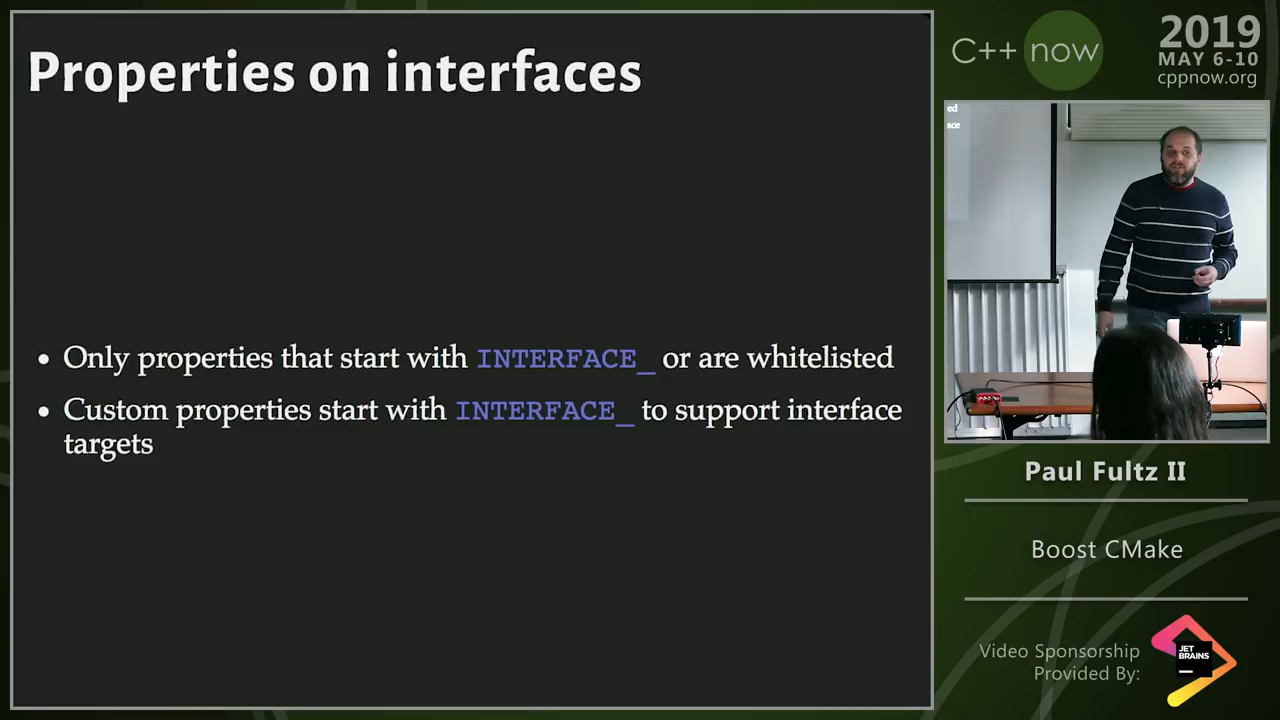 Properties on interfaces
• Only properties that start with INTERFACE_ or are whitelisted
• Custom properties start with INTERFACE_ to support interface
targets
C++ now
2019
MAY 6-10
cppnow.org
ed
ace
Paul Fultz II
Boost CMake
Video Sponsorship
Provided By:
JET
BRAINS